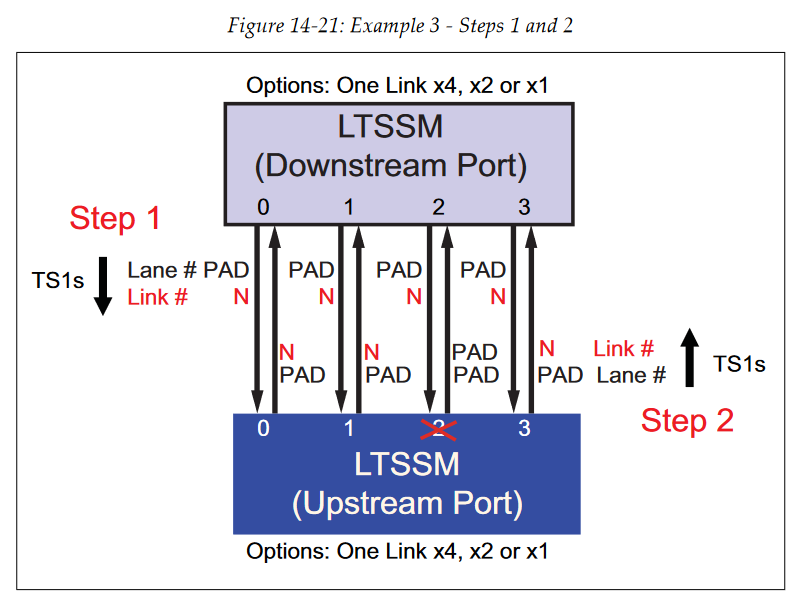 Figure 14-21: Example 3 - Steps 1 and 2
Options: One Link x4, x2 or x1
LTSSM
(Downstream Port)
0 1 2 3
Step 1
TS1s
Lane # PAD PAD PAD PAD
Link # N N N N
N N PAD N Link #
PAD PAD PAD PAD Lane #
TS1s
Step 2
0 1 2 3
LTSSM
(Upstream Port)
Options: One Link x4, x2 or x1